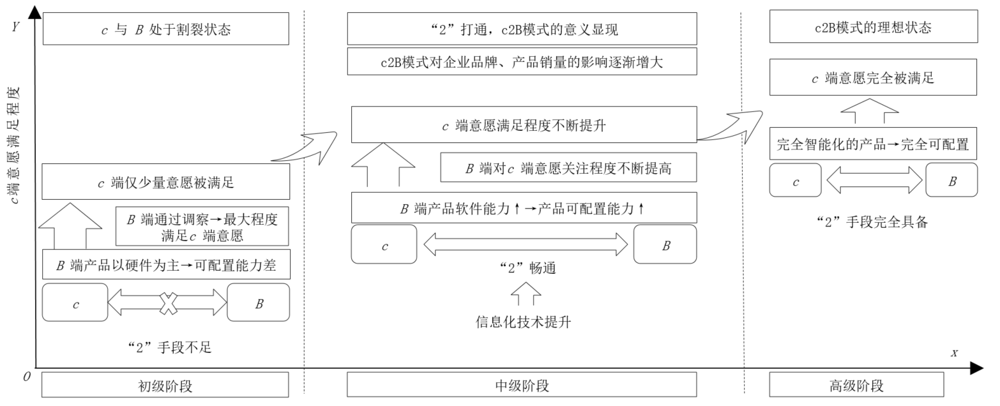 Y
c端意愿满足程度
c 与 B 处于割裂状态
c 端仅少量意愿被满足
B 端通过调察→最大程度
满足c 端意愿
B 端产品以硬件为主→可配置能力差
c
B
“2”手段不足
初级阶段
“2”打通，c2B模式的意义显现
c2B模式对企业品牌、产品销量的影响逐渐增大
c 端意愿满足程度不断提升
B 端对c 端意愿关注程度不断提高
B 端产品软件能力↑→产品可配置能力↑
c
B
“2”畅通
信息化技术提升
中级阶段
c2B模式的理想状态
c 端意愿完全被满足
完全智能化的产品→完全可配置
c
B
“2”手段完全具备
高级阶段
x
O